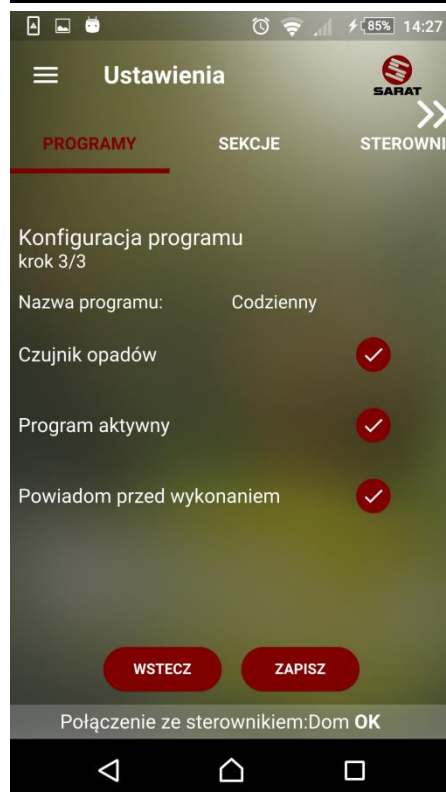 85% 14:27
Ustawienia
SARAT
PROGRAMY SEKCJE STEROWNI
Konfiguracja programu
krok 3/3
Nazwa programu: Codzienny
Czujnik opadów
Program aktywny
Powiadom przed wykonaniem
WSTECZ ZAPISZ
Połączenie ze sterownikiem:Dom OK